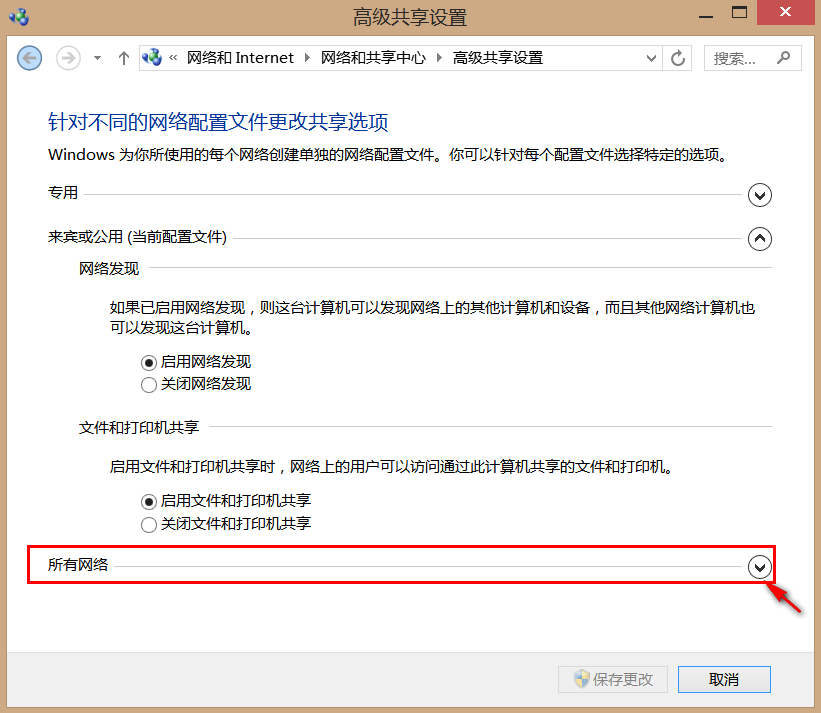 高级共享设置
« 网络和 Internet 网络和共享中心 高级共享设置 搜索...
针对不同的网络配置文件更改共享选项
Windows 为你所使用的每个网络创建单独的网络配置文件。你可以针对每个配置文件选择特定的选项。
专用
来宾或公用 (当前配置文件)
网络发现
如果已启用网络发现，则这台计算机可以发现网络上的其他计算机和设备，而且其他网络计算机也
可以发现这台计算机。
启用网络发现
关闭网络发现
文件和打印机共享
启用文件和打印机共享时，网络上的用户可以访问通过此计算机共享的文件和打印机。
启用文件和打印机共享
关闭文件和打印机共享
所有网络
保存更改 取消